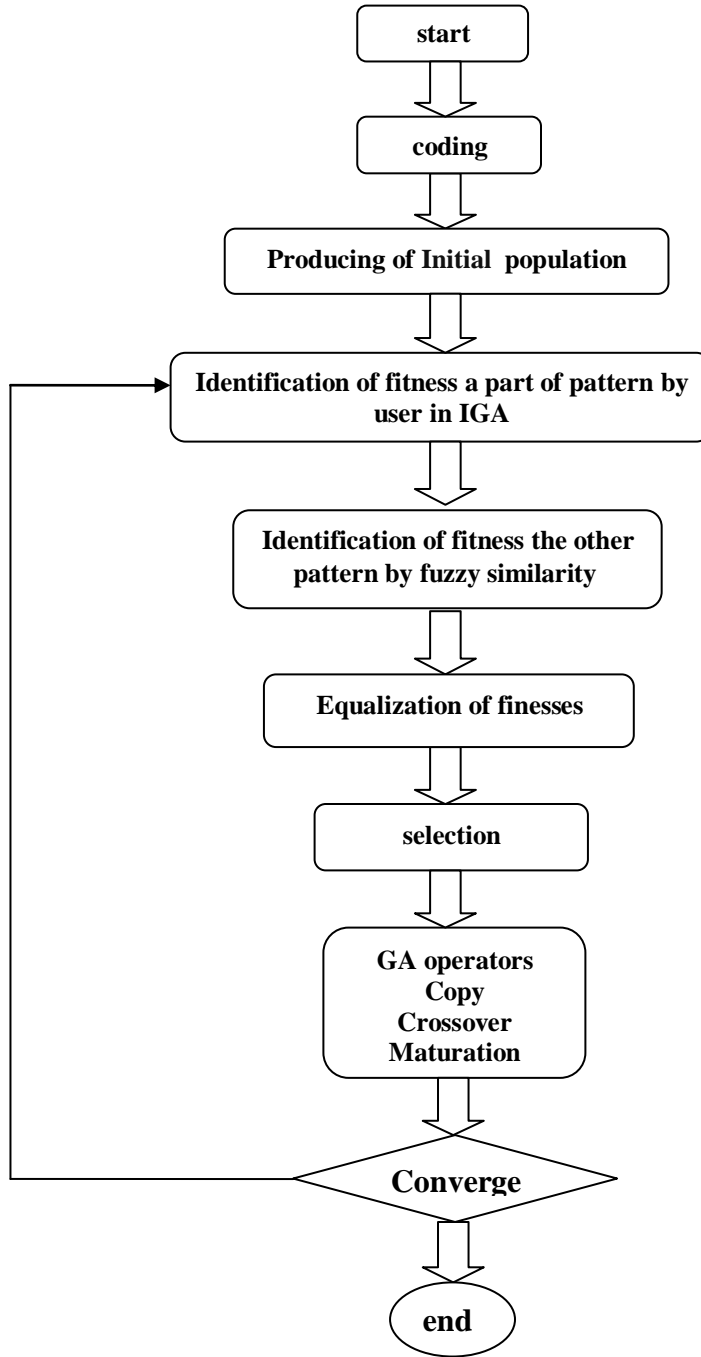 start
coding
Producing of Initial population
Identification of fitness a part of pattern by
user in IGA
Identification of fitness the other
pattern by fuzzy similarity
Equalization of finesses
selection
GA operators
Copy
Crossover
Maturation
Converge
end